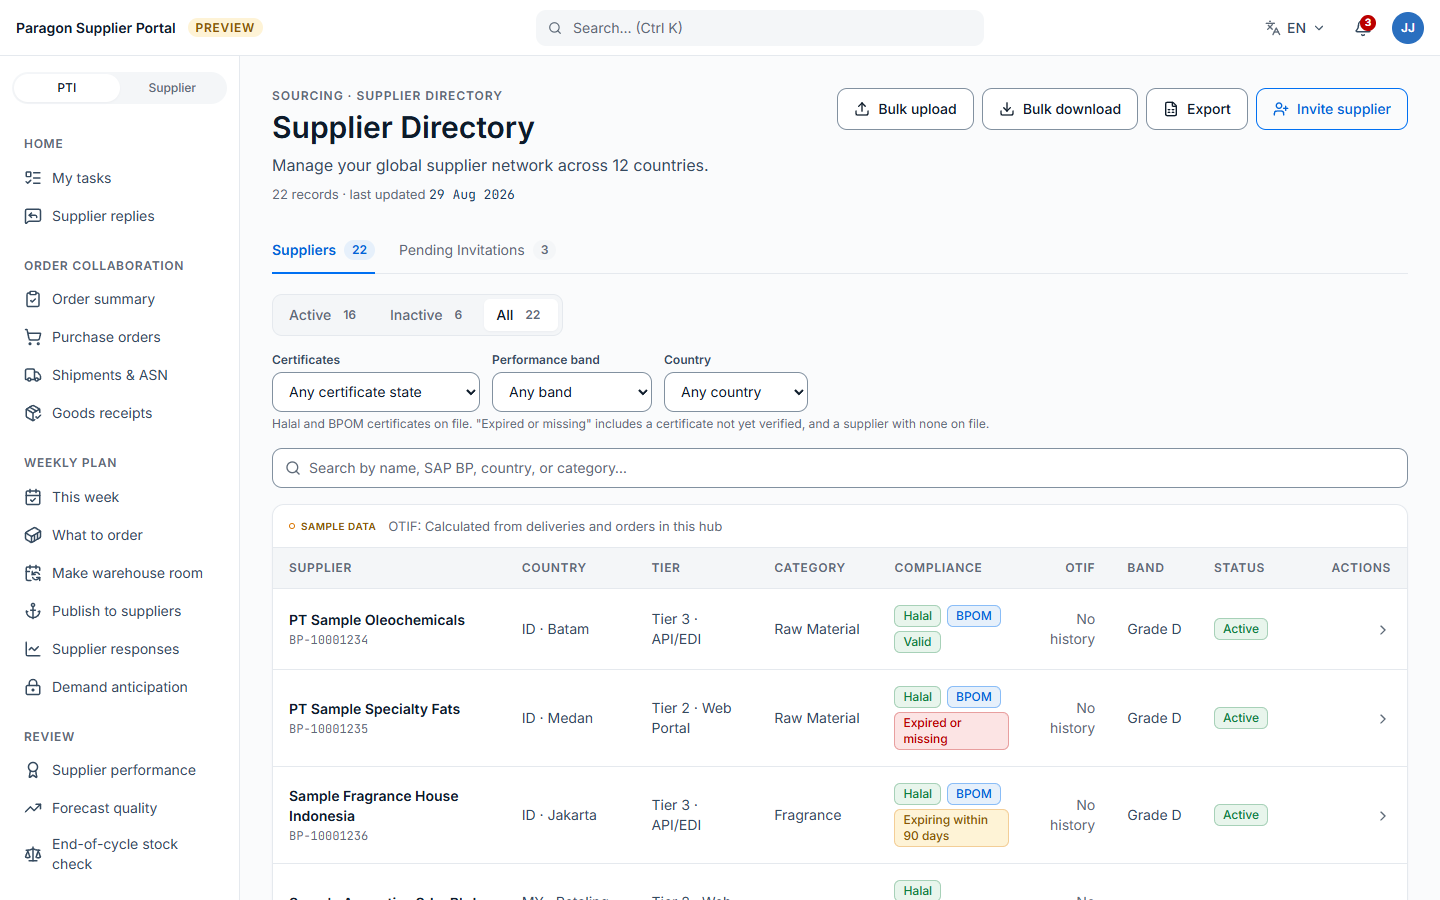 Paragon Supplier Portal PREVIEW
Search... (Ctrl K)
EN
3
JJ
PTI
Supplier
HOME
My tasks
Supplier replies
ORDER COLLABORATION
Order summary
Purchase orders
Shipments & ASN
Goods receipts
WEEKLY PLAN
This week
What to order
Make warehouse room
Publish to suppliers
Supplier responses
Demand anticipation
REVIEW
Supplier performance
Forecast quality
End-of-cycle stock
check
SOURCING · SUPPLIER DIRECTORY
Supplier Directory
Manage your global supplier network across 12 countries.
22 records · last updated 29 Aug 2026
Bulk upload
Bulk download
Export
Invite supplier
Suppliers 22
Pending Invitations 3
Active 16
Inactive 6
All 22
Certificates
Performance band
Country
Any certificate state
Any band
Any country
Halal and BPOM certificates on file. "Expired or missing" includes a certificate not yet verified, and a supplier with none on file.
Search by name, SAP BP, country, or category...
SAMPLE DATA OTIF: Calculated from deliveries and orders in this hub
SUPPLIER COUNTRY TIER CATEGORY COMPLIANCE OTIF BAND STATUS ACTIONS
PT Sample Oleochemicals
BP-10001234
ID · Batam
Tier 3 ·
API/EDI
Raw Material
Halal BPOM
Valid
No
history
Grade D
Active
PT Sample Specialty Fats
BP-10001235
ID · Medan
Tier 2 · Web
Portal
Raw Material
Halal BPOM
Expired or
missing
No
history
Grade D
Active
Sample Fragrance House
Indonesia
BP-10001236
ID · Jakarta
Tier 3 ·
API/EDI
Fragrance
Halal BPOM
Expiring within
90 days
No
history
Grade D
Active
Halal